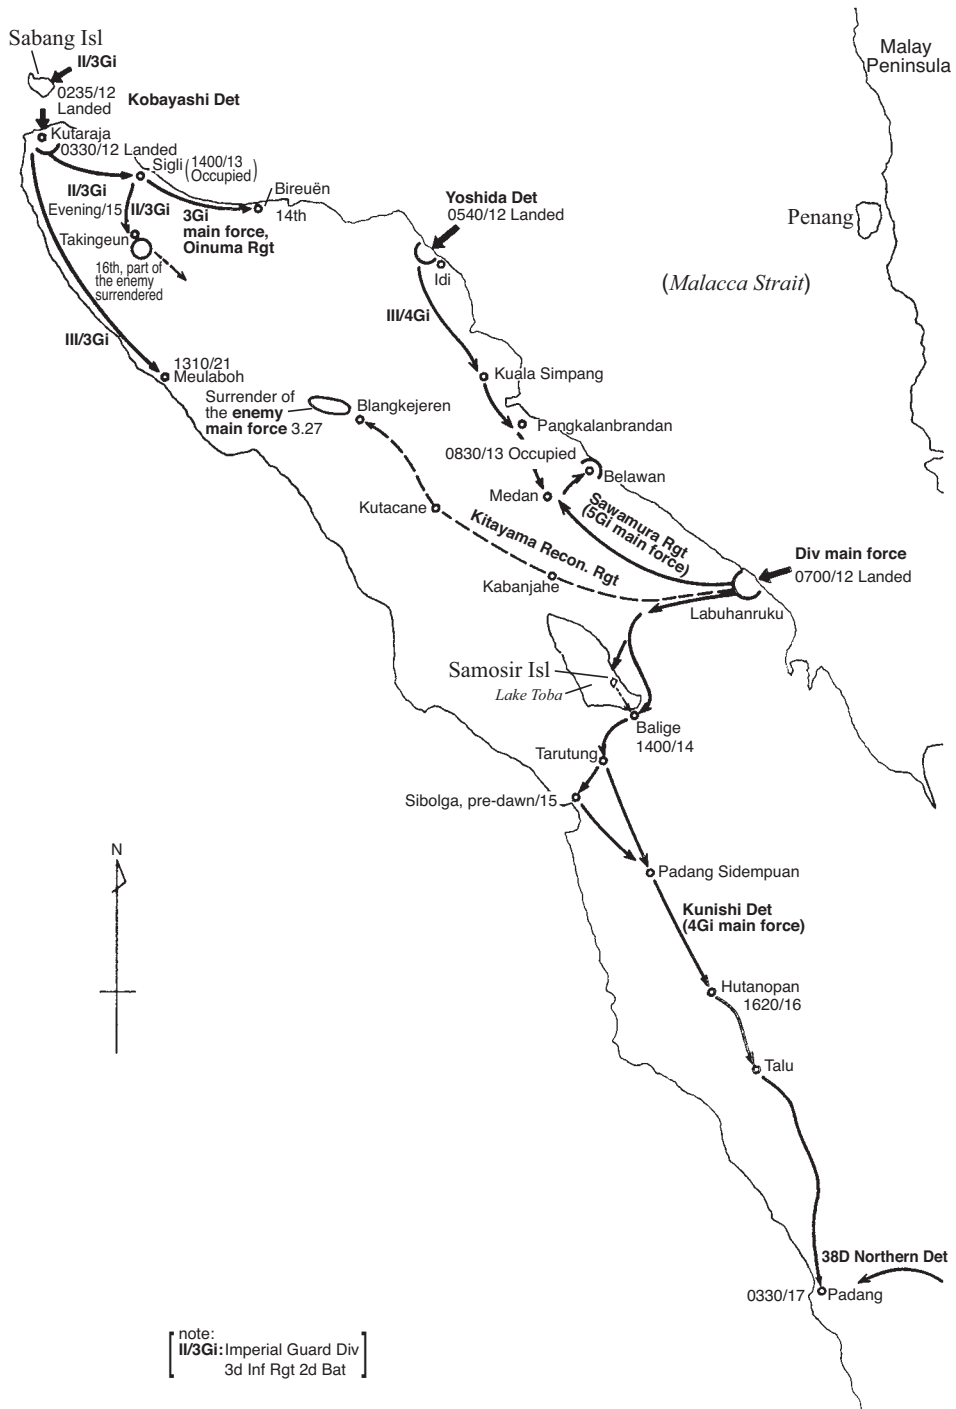 Sabang Isl
II/3Gi
0235/12
Landed
Kobayashi Det
Kutaraja
0330/12 Landed
Sigli
(1400/13
Occupied)
II/3Gi
Evening/15
II/3Gi
3Gi
main force,
Oinuma Rgt
Bireuën
14th
Takingeun
16th, part of
the enemy
surrendered
III/3Gi
1310/21
Meulaboh
Malay
Peninsula
Penang
(Malacca Strait)
Yoshida Det
0540/12 Landed
Idi
III/4Gi
Kuala Simpang
Surrender of
the enemy
main force 3.27
Blangkejeren
Pangkalanbrandan
0830/13 Occupied
Belawan
Medan
Kutacane
Sawamura Rgt
(5Gi main force)
Kitayama Recon. Rgt
Kabanjahe
Div main force
0700/12 Landed
Labuhanruku
Samosir Isl
Lake Toba
Balige
1400/14
Tarutung
Sibolga, pre-dawn/15
Padang Sidempuan
Kunishi Det
(4Gi main force)
Hutanopan
1620/16
Talu
38D Northern Det
0330/17
Padang
N
note:
II/3Gi: Imperial Guard Div
3d Inf Rgt 2d Bat